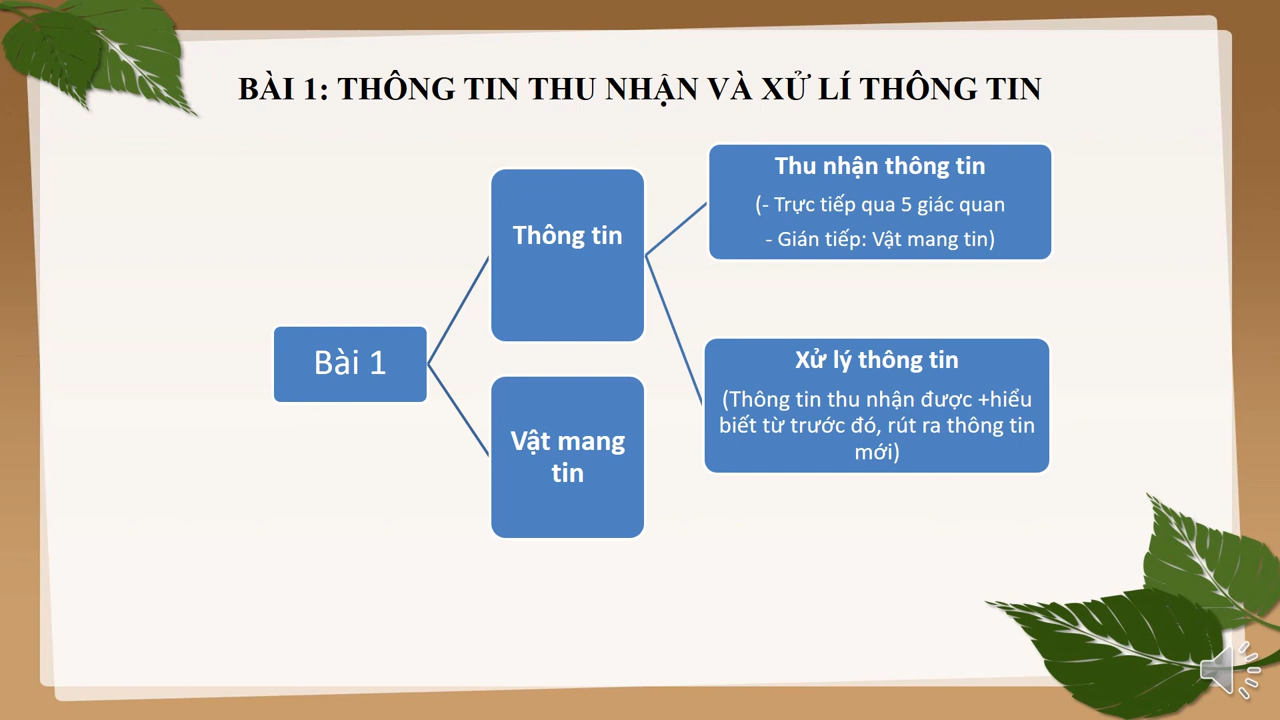 BÀI 1: THÔNG TIN THU NHẬN VÀ XỬ LÍ THÔNG TIN
Bài 1
Thông tin
Vật mang
tin
Thu nhận thông tin
(- Trực tiếp qua 5 giác quan
- Gián tiếp: Vật mang tin)
Xử lý thông tin
(Thông tin thu nhận được +hiểu
biết từ trước đó, rút ra thông tin
mới)